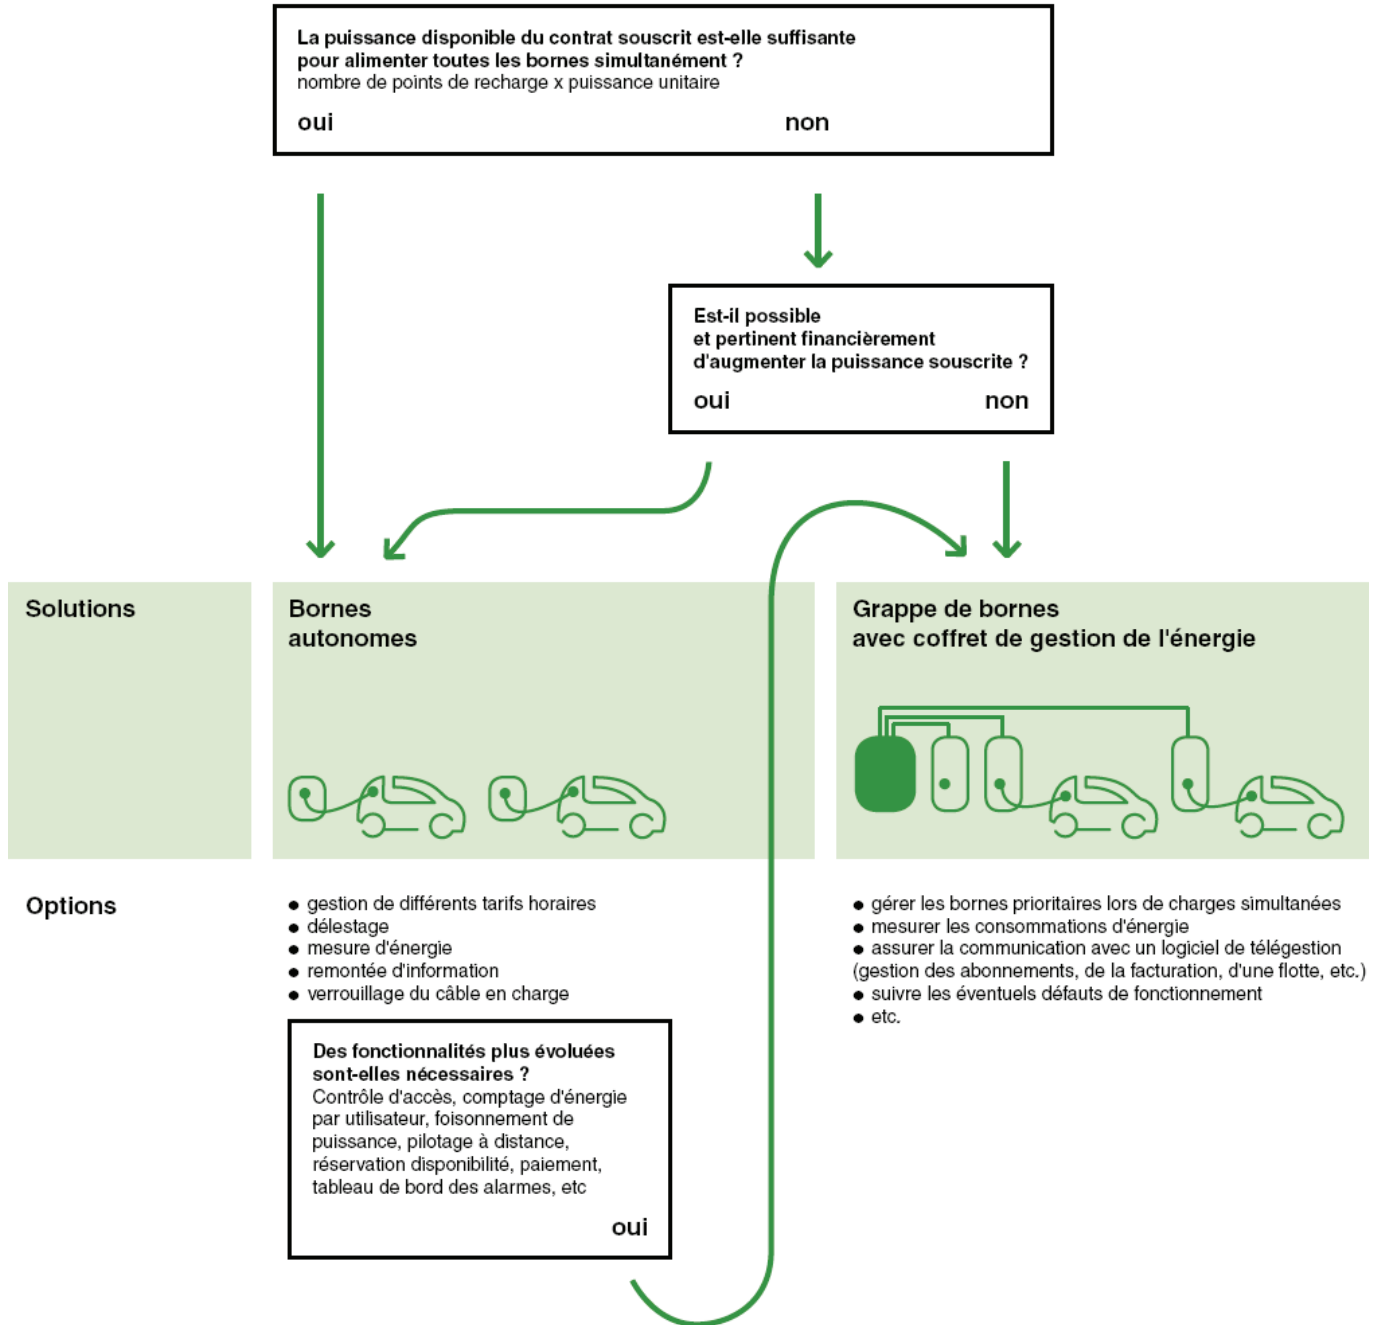 La puissance disponible du contrat souscrit est-elle suffisante
pour alimenter toutes les bornes simultanément ?
nombre de points de recharge x puissance unitaire
oui
non
Est-il possible
et pertinent financièrement
d'augmenter la puissance souscrite ?
oui
non
Solutions
Bornes
autonomes
Grappe de bornes
avec coffret de gestion de l'énergie
Options
● gestion de différents tarifs horaires
● délestage
● mesure d'énergie
● remontée d'information
● verrouillage du câble en charge
● gérer les bornes prioritaires lors de charges simultanées
● mesurer les consommations d'énergie
● assurer la communication avec un logiciel de télégestion
(gestion des abonnements, de la facturation, d'une flotte, etc.)
● suivre les éventuels défauts de fonctionnement
● etc.
Des fonctionnalités plus évoluées
sont-elles nécessaires ?
Contrôle d'accès, comptage d'énergie
par utilisateur, foisonnement de
puissance, pilotage à distance,
réservation disponibilité, paiement,
tableau de bord des alarmes, etc
oui